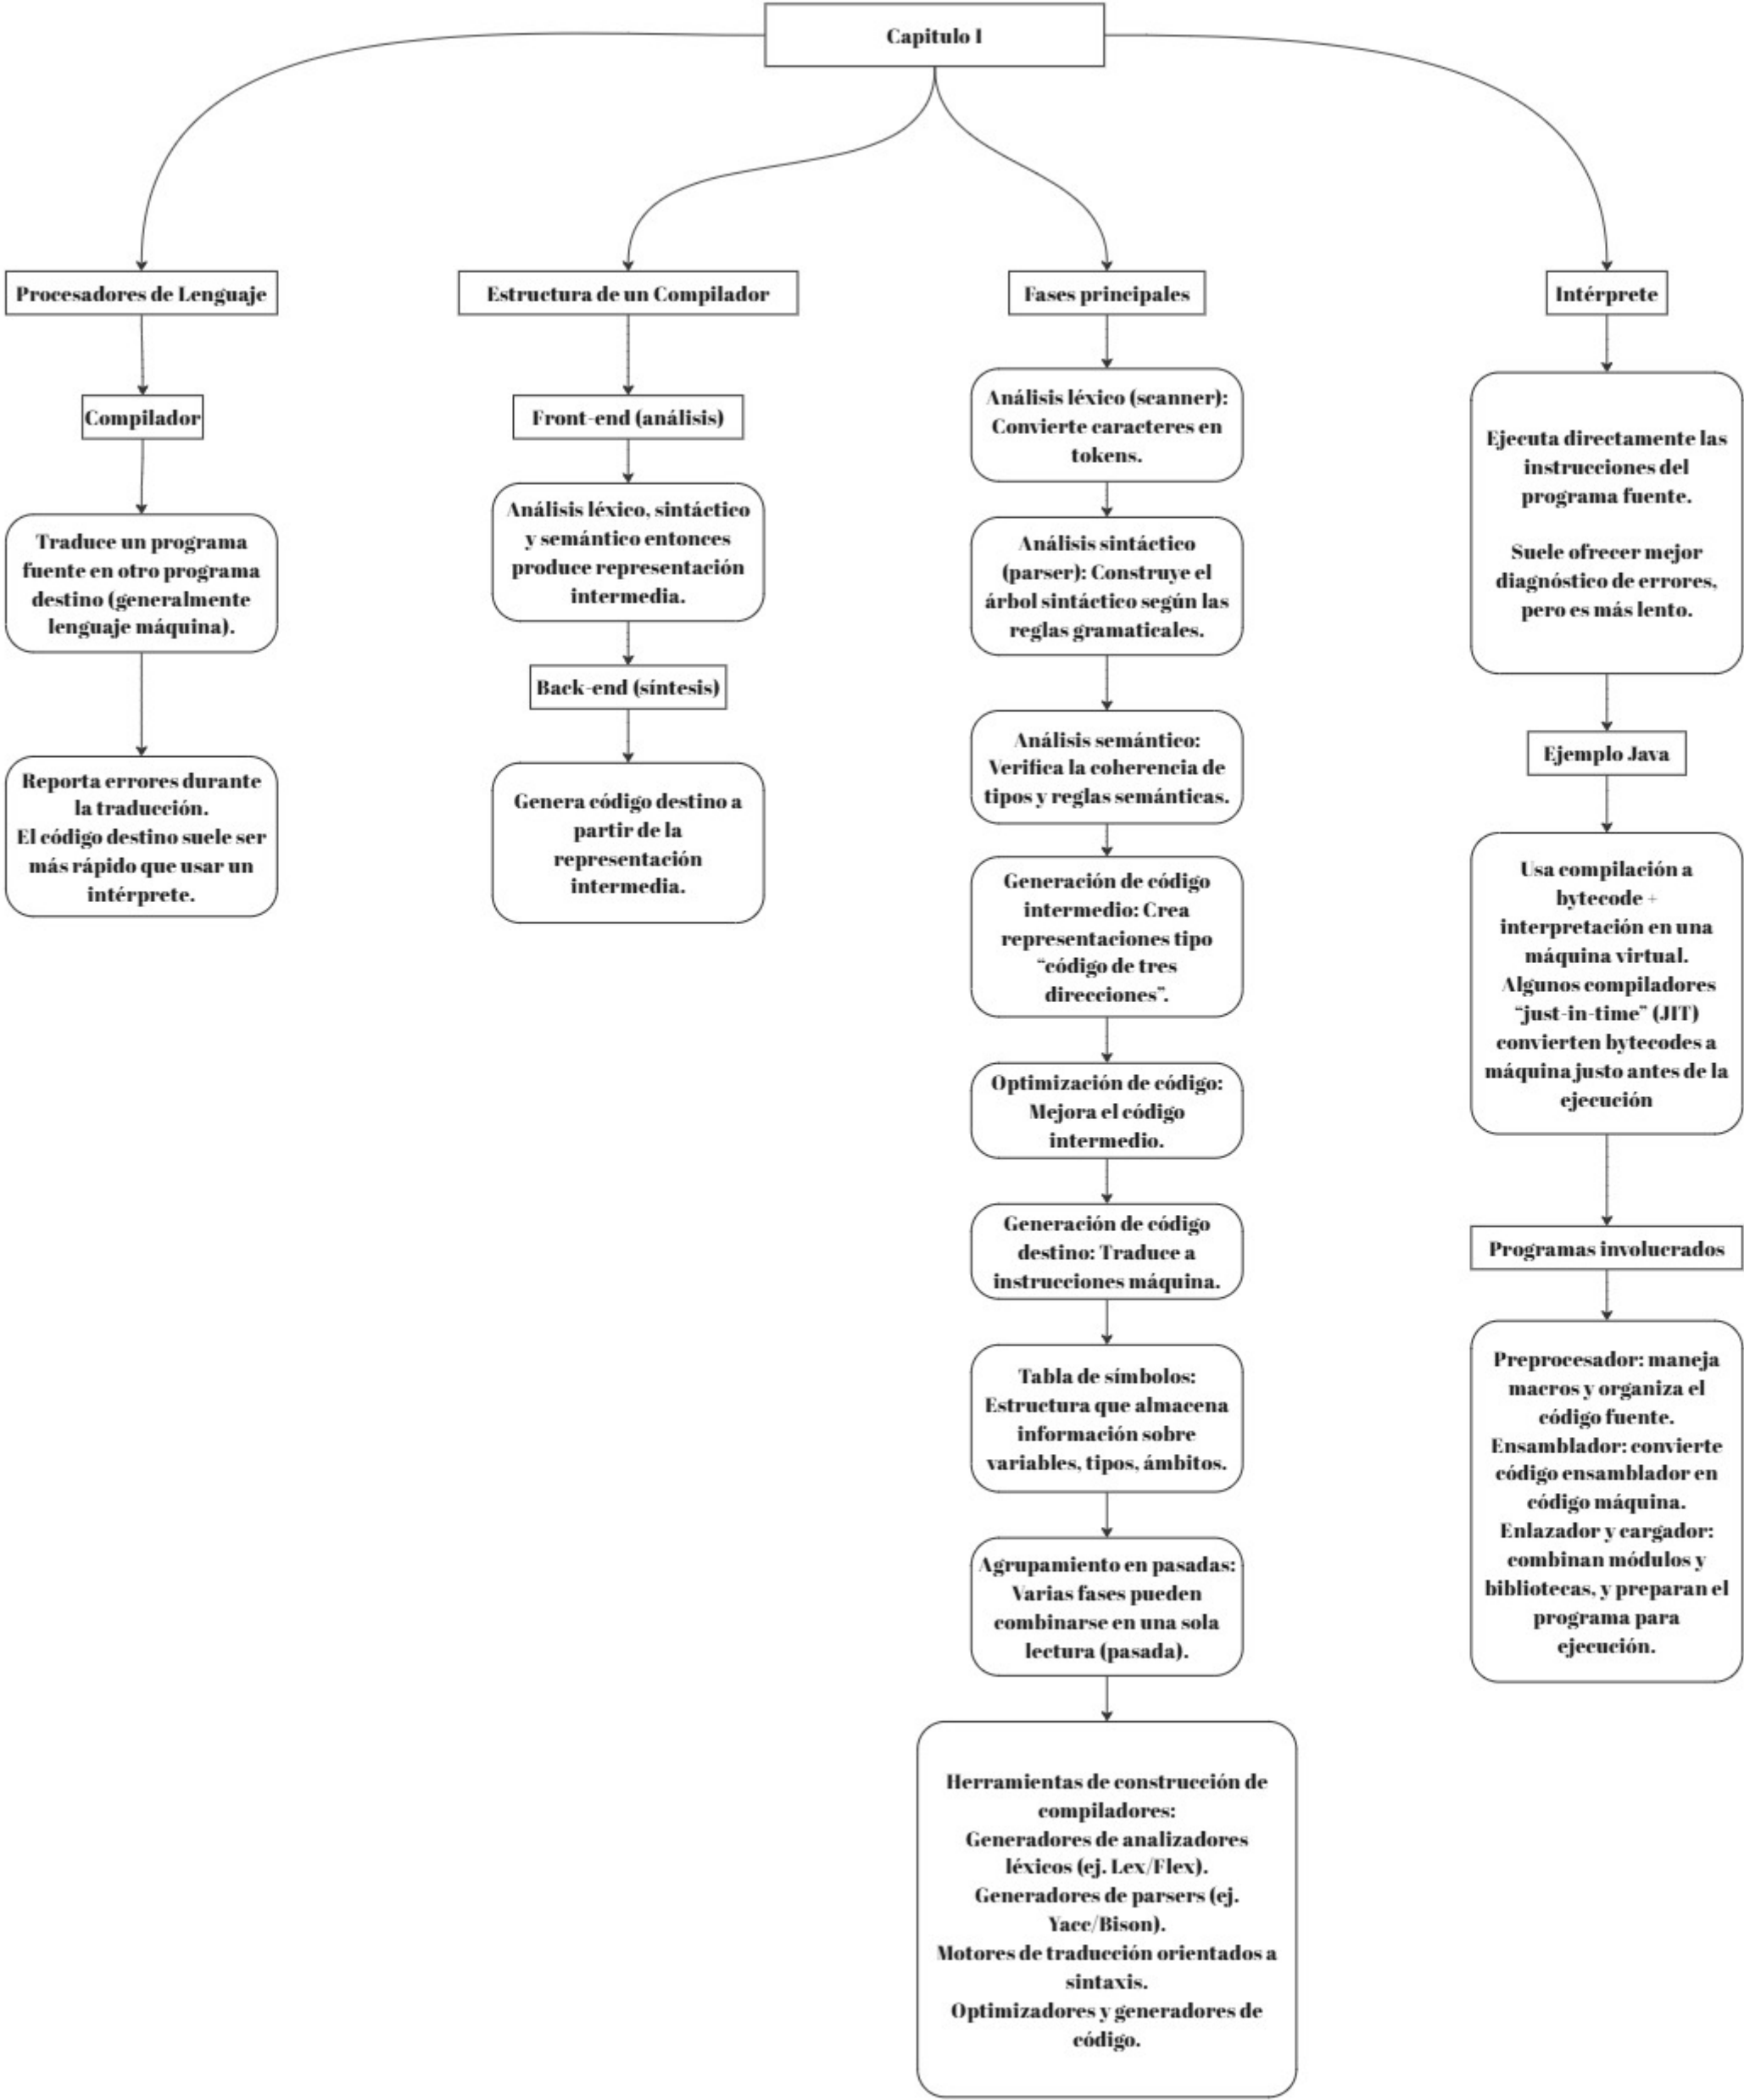 Capitulo I
Procesadores de Lenguaje
Compilador
Traduce un programa
fuente en otro programa
destino (generalmente
lenguaje máquina).
Reporta errores durante
la traducción.
El código destino suele ser
más rápido que usar un
intérprete.
Estructura de un Compilador
Front-end (análisis)
Análisis léxico, sintáctico
y semántico entonces
produce representación
intermedia.
Back-end (síntesis)
Genera código destino a
partir de la
representación
intermedia.
Fases principales
Análisis léxico (scanner):
Convierte caracteres en
tokens.
Análisis sintáctico
(parser): Construye el
árbol sintáctico según las
reglas gramaticales.
Análisis semántico:
Verifica la coherencia de
tipos y reglas semánticas.
Generación de código
intermedio: Crea
representaciones tipo
“código de tres
direcciones”.
Optimización de código:
Mejora el código
intermedio.
Generación de código
destino: Traduce a
instrucciones máquina.
Tabla de símbolos:
Estructura que almacena
información sobre
variables, tipos, ámbitos.
Agrupamiento en pasadas:
Varias fases pueden
combinarse en una sola
lectura (pasada).
Herramientas de construcción de
compiladores:
Generadores de analizadores
léxicos (ej. Lex/Flex).
Generadores de parsers (ej.
Yacc/Bison).
Motores de traducción orientados a
sintaxis.
Optimizadores y generadores de
código.
Intérprete
Ejecuta directamente las
instrucciones del
programa fuente.
Suele ofrecer mejor
diagnóstico de errores,
pero es más lento.
Ejemplo Java
Usa compilación a
bytecode +
interpretación en una
máquina virtual.
Algunos compiladores
“just-in-time” (JIT)
convierten bytecodes a
máquina justo antes de la
ejecución
Programas involucrados
Preprocesador: maneja
macros y organiza el
código fuente.
Ensamblador: convierte
código ensamblador en
código máquina.
Enlazador y cargador:
combinan módulos y
bibliotecas, y preparan el
programa para
ejecución.